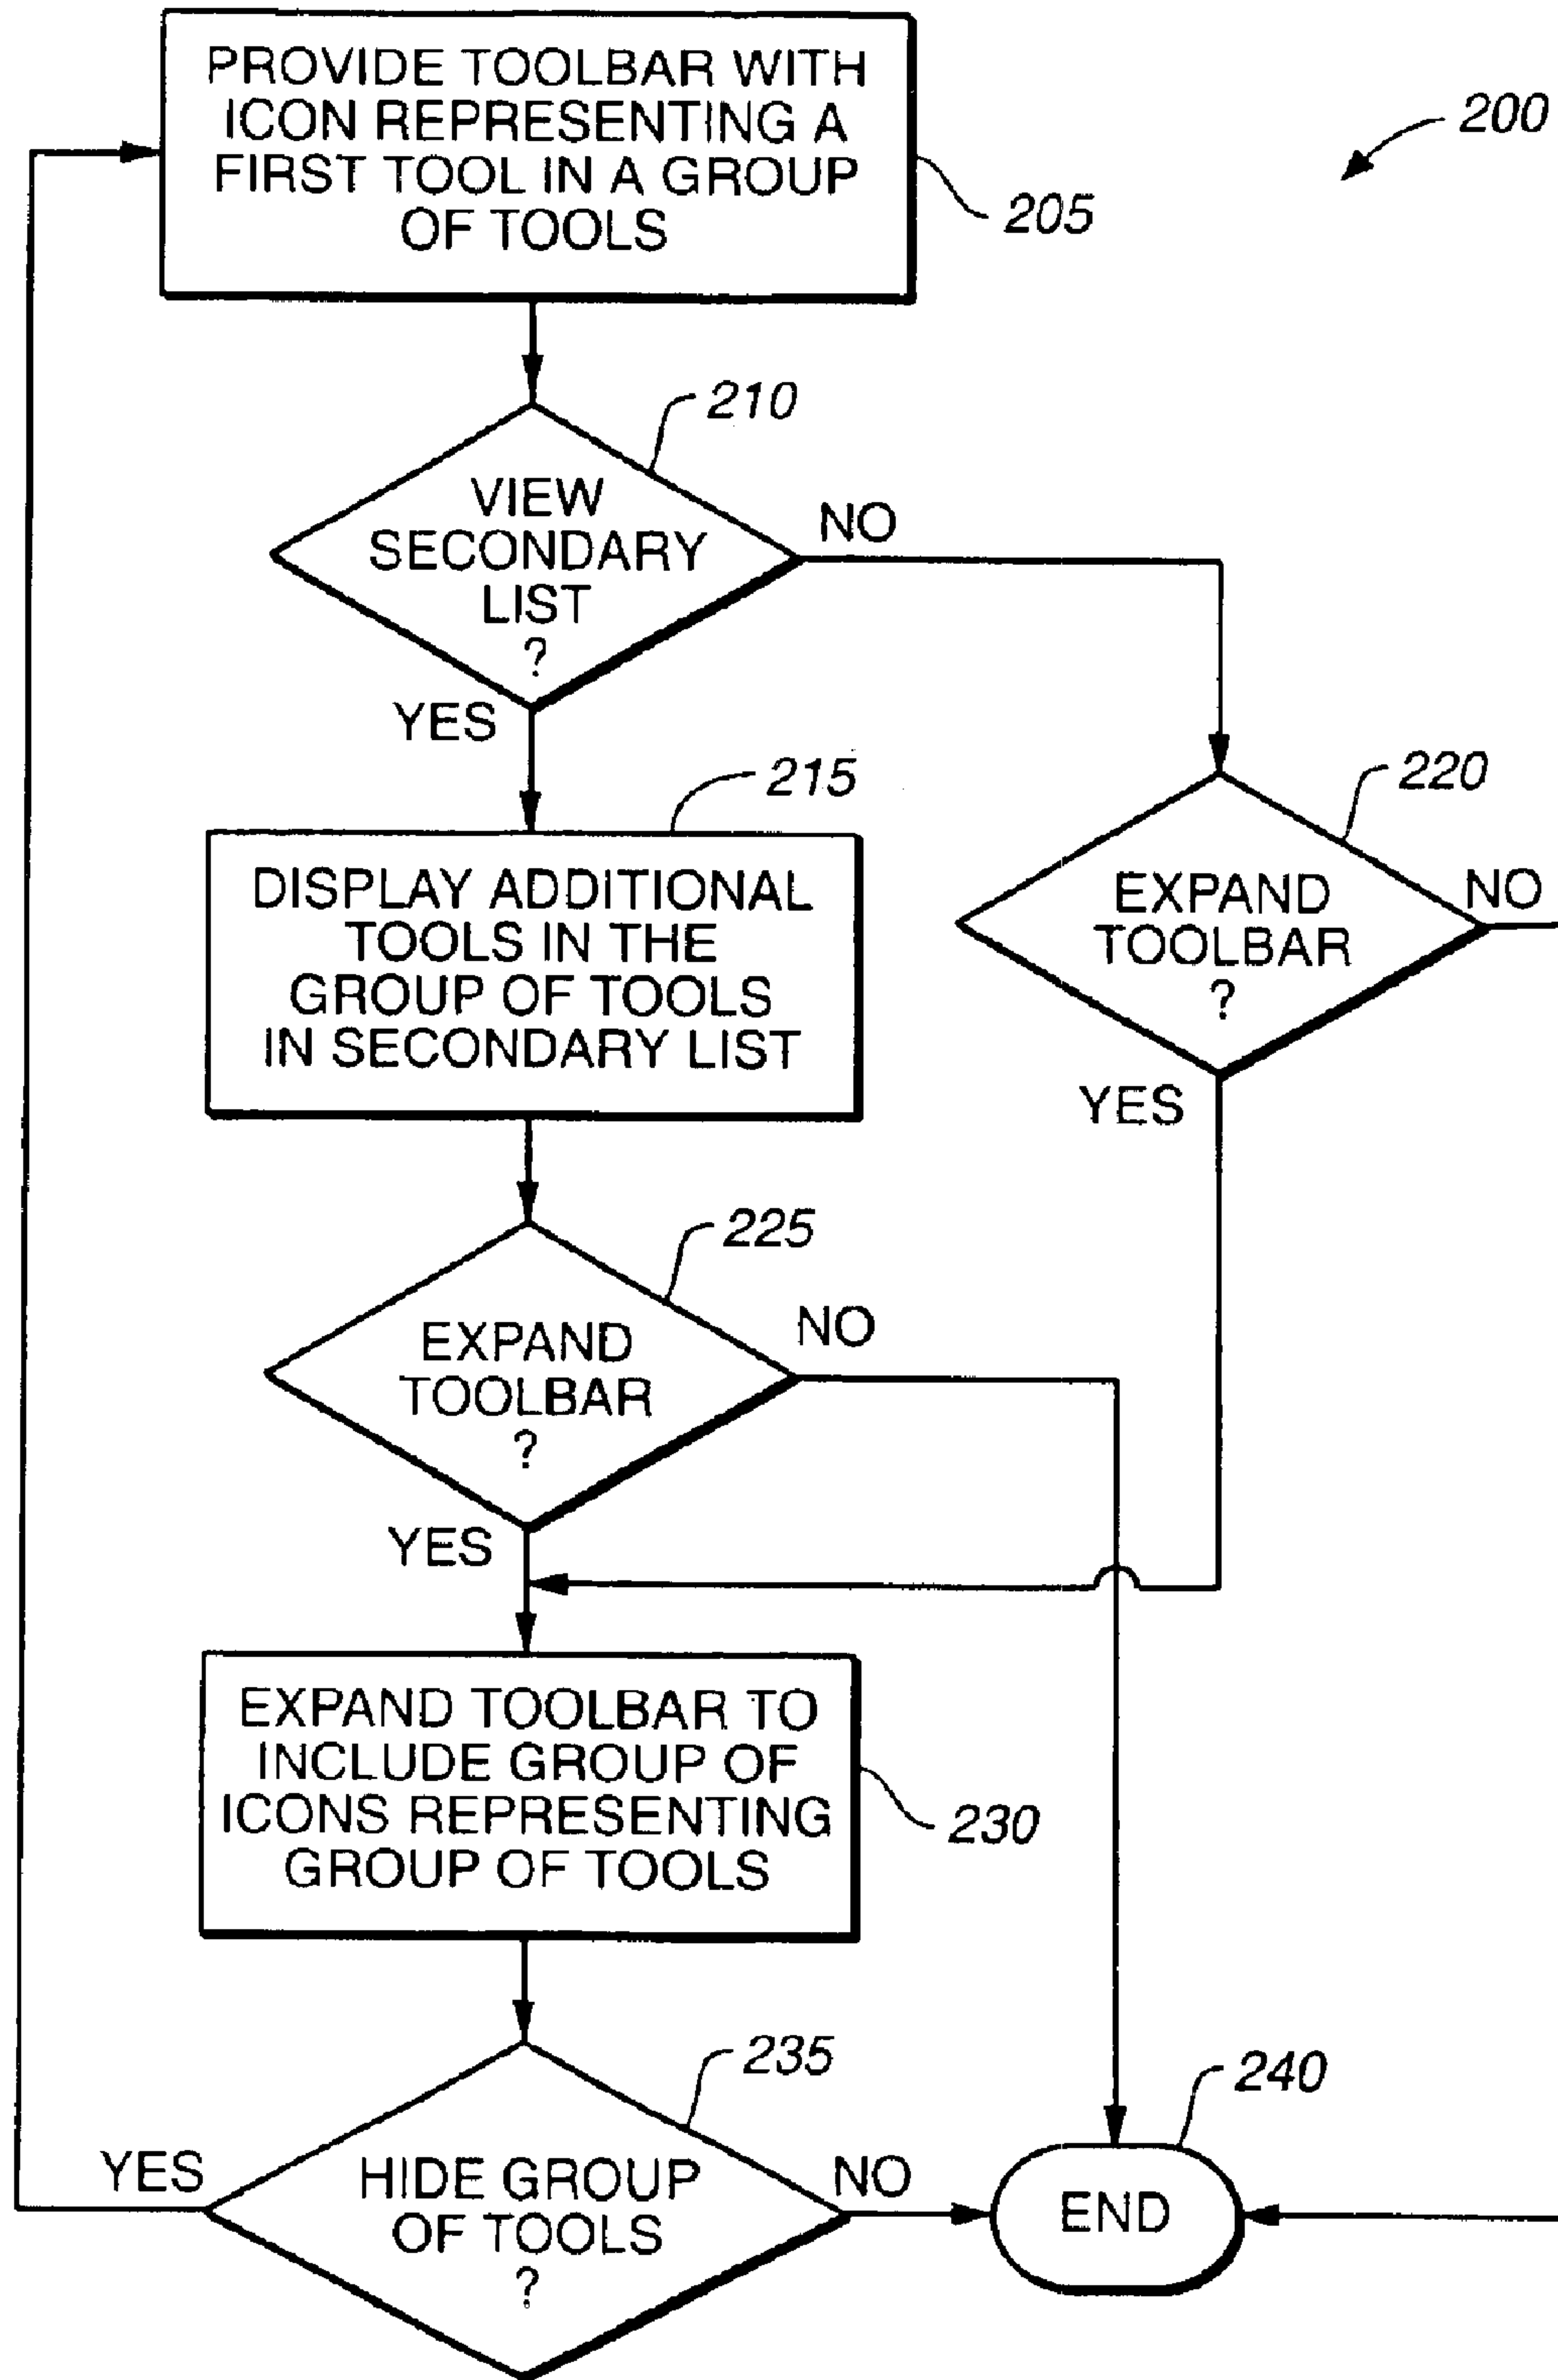 PROVIDE TOOLBAR WITH
ICON REPRESENTING A
FIRST TOOL IN A GROUP
OF TOOLS
200
205
210
VIEW
SECONDARY
LIST
?
NO
YES
215
220
DISPLAY ADDITIONAL
TOOLS IN THE
GROUP OF TOOLS
IN SECONDARY LIST
EXPAND
TOOLBAR
?
NO
YES
225
EXPAND
TOOLBAR
?
NO
YES
EXPAND TOOLBAR TO
INCLUDE GROUP OF
ICONS REPRESENTING
GROUP OF TOOLS
230
235
240
YES
HIDE GROUP
OF TOOLS
?
NO
END